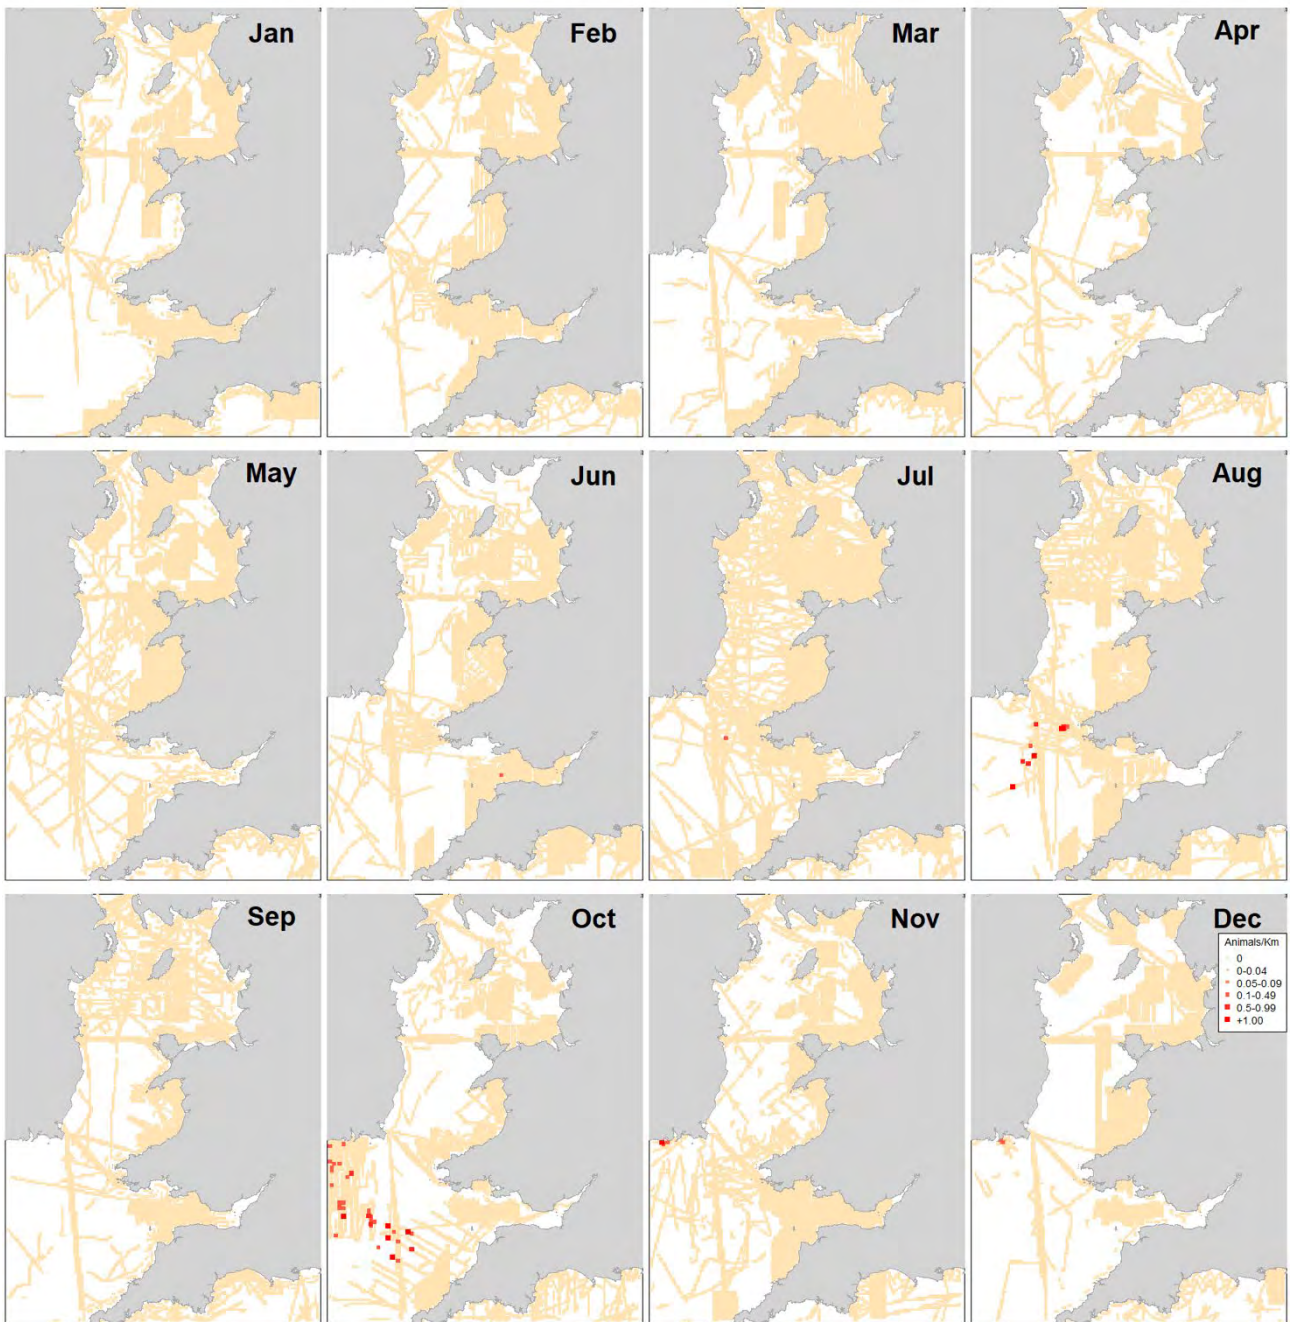 Jan
Feb
Mar
Apr
May
Jun
Jul
Aug
Sep
Oct
Nov
Dec
Animals/Km
0
0-0.04
0.05-0.09
0.1-0.49
0.5-0.99
+1.00